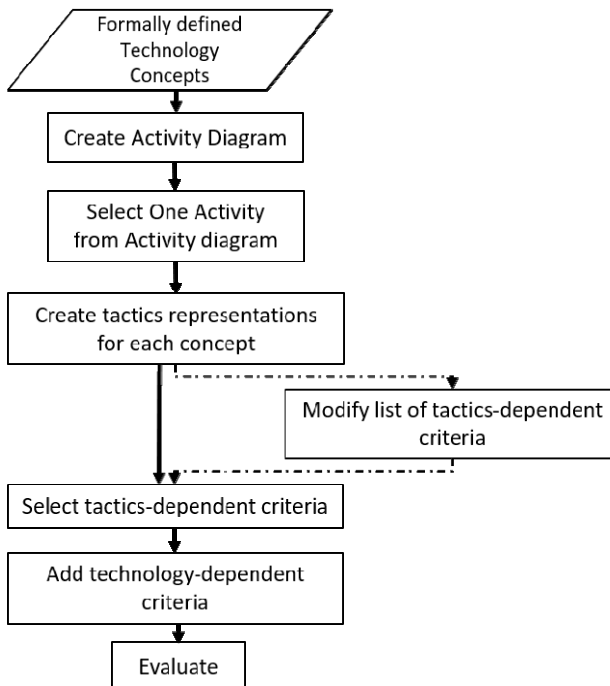 Formally defined
Technology
Concepts
Create Activity Diagram
Select One Activity
from Activity diagram
Create tactics representations
for each concept
Modify list of tactics-dependent
criteria
Select tactics-dependent criteria
Add technology-dependent
criteria
Evaluate